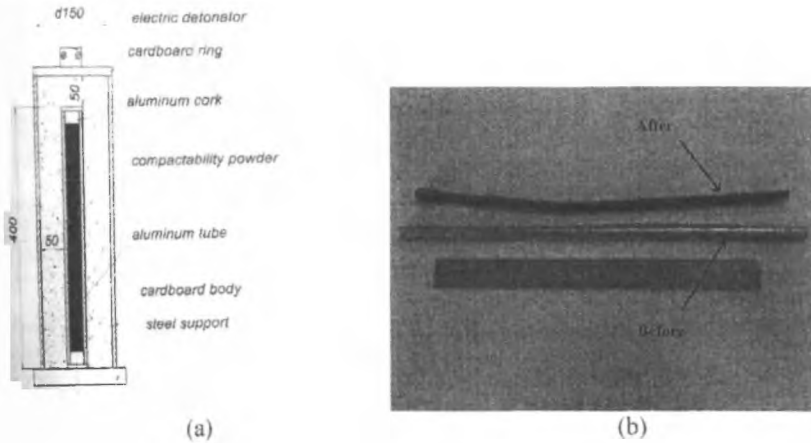 d150
electric detonator
cardboard ring
50
aluminum cork
compactability powder
400
50
aluminum tube
cardboard body
steel support
After
Before
(a)
(b)